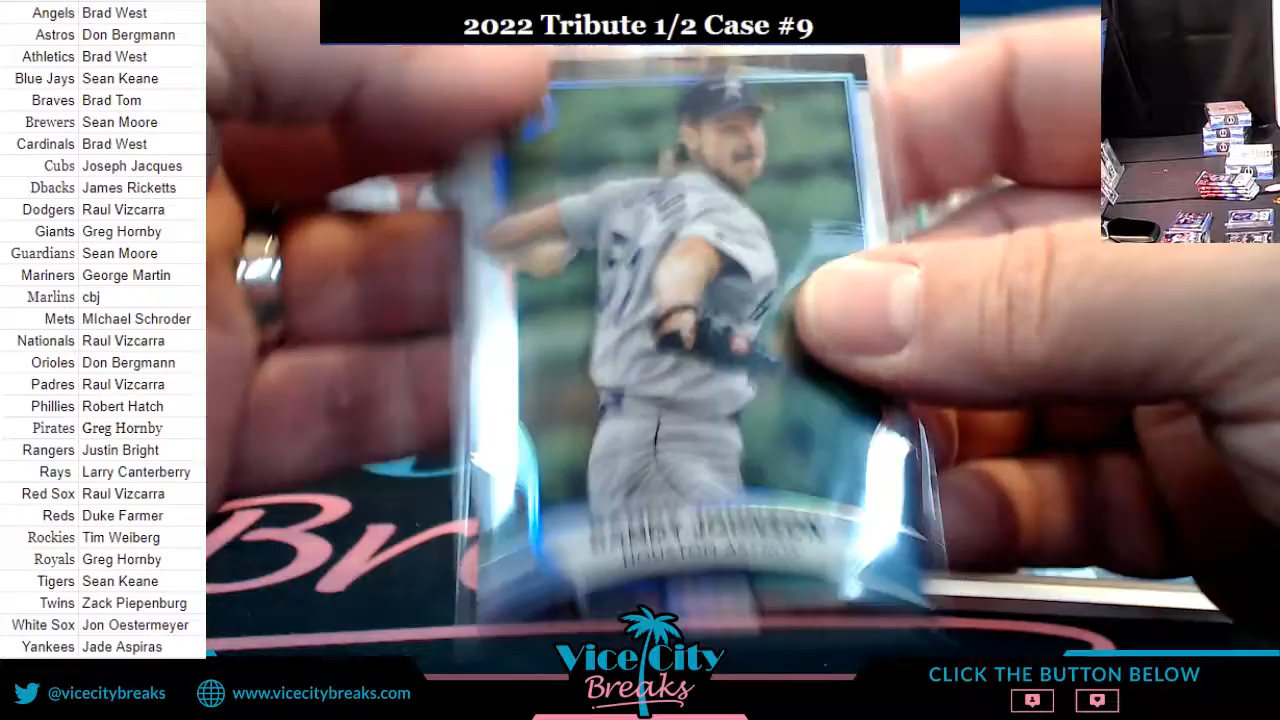 2022 Tribute 1/2 Case #9
Angels Brad West
Astros Don Bergmann
Athletics Brad West
Blue Jays Sean Keane
Braves Brad Tom
Brewers Sean Moore
Cardinals Brad West
Cubs Joseph Jacques
Dbacks James Ricketts
Dodgers Raul Vizcarra
Giants Greg Hornby
Guardians Sean Moore
Mariners George Martin
Marlins cbj
Mets MIchael Schroder
Nationals Raul Vizcarra
Orioles Don Bergmann
Padres Raul Vizcarra
Phillies Robert Hatch
Pirates Greg Hornby
Rangers Justin Bright
Rays Larry Canterberry
Red Sox Raul Vizcarra
Reds Duke Farmer
Rockies Tim Weiberg
Royals Greg Hornby
Tigers Sean Keane
Twins Zack Piepenburg
White Sox Jon Oestermeyer
Yankees Jade Aspiras
RANDY JOHNSON
HOUSTON ASTROS
Br
Vice City
Breaks
@vicecitybreaks
www.vicecitybreaks.com
CLICK THE BUTTON BELOW